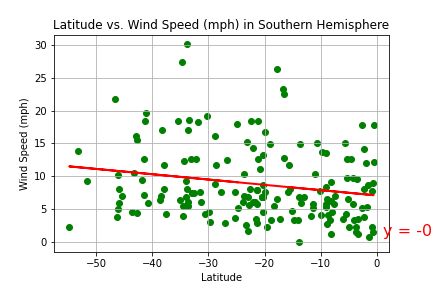 Latitude vs. Wind Speed (mph) in Southern Hemisphere
30
25
20
15
10
5
0
Wind Speed (mph)
−50 −40 −30 −20 −10 0
Latitude
y = -0